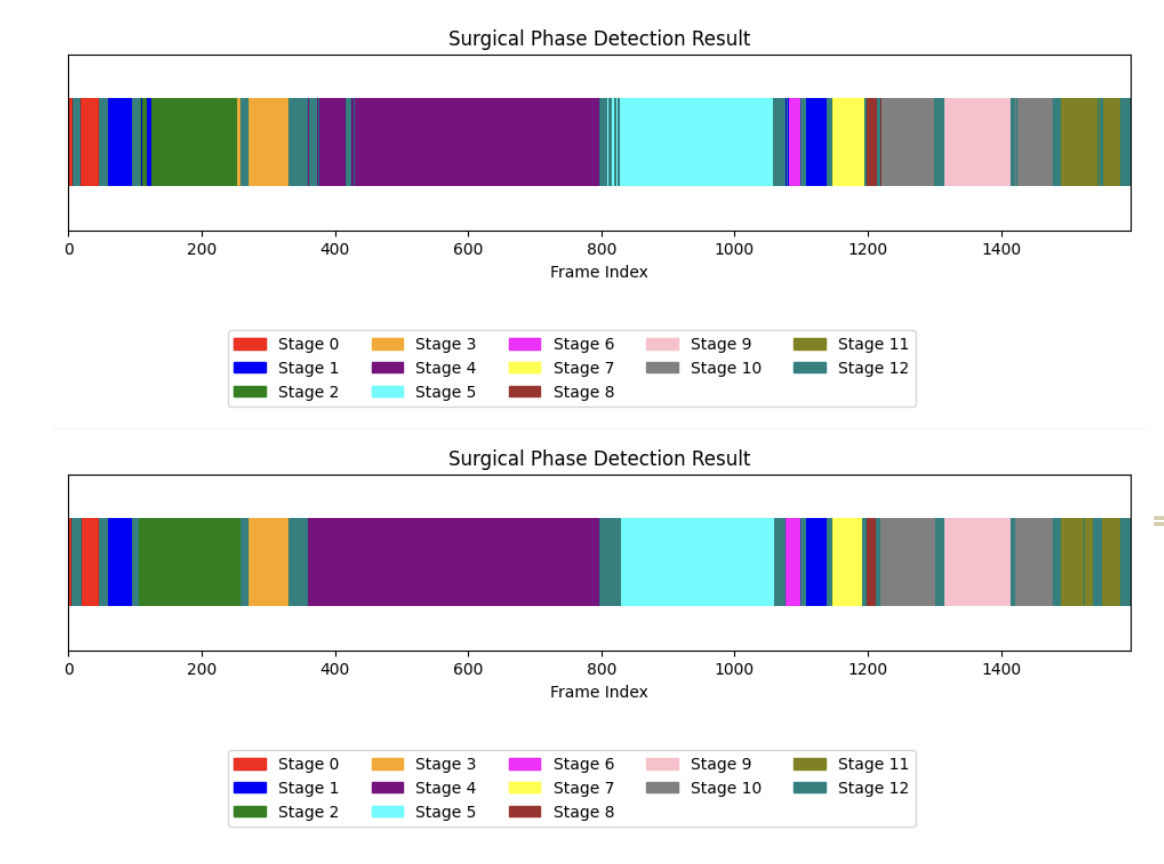 Surgical Phase Detection Result
0 200 400 600 800 1000 1200 1400
Frame Index
Stage 0 Stage 3 Stage 6 Stage 9 Stage 11
Stage 1 Stage 4 Stage 7 Stage 10 Stage 12
Stage 2 Stage 5 Stage 8
Surgical Phase Detection Result
0 200 400 600 800 1000 1200 1400
Frame Index
Stage 0 Stage 3 Stage 6 Stage 9 Stage 11
Stage 1 Stage 4 Stage 7 Stage 10 Stage 12
Stage 2 Stage 5 Stage 8